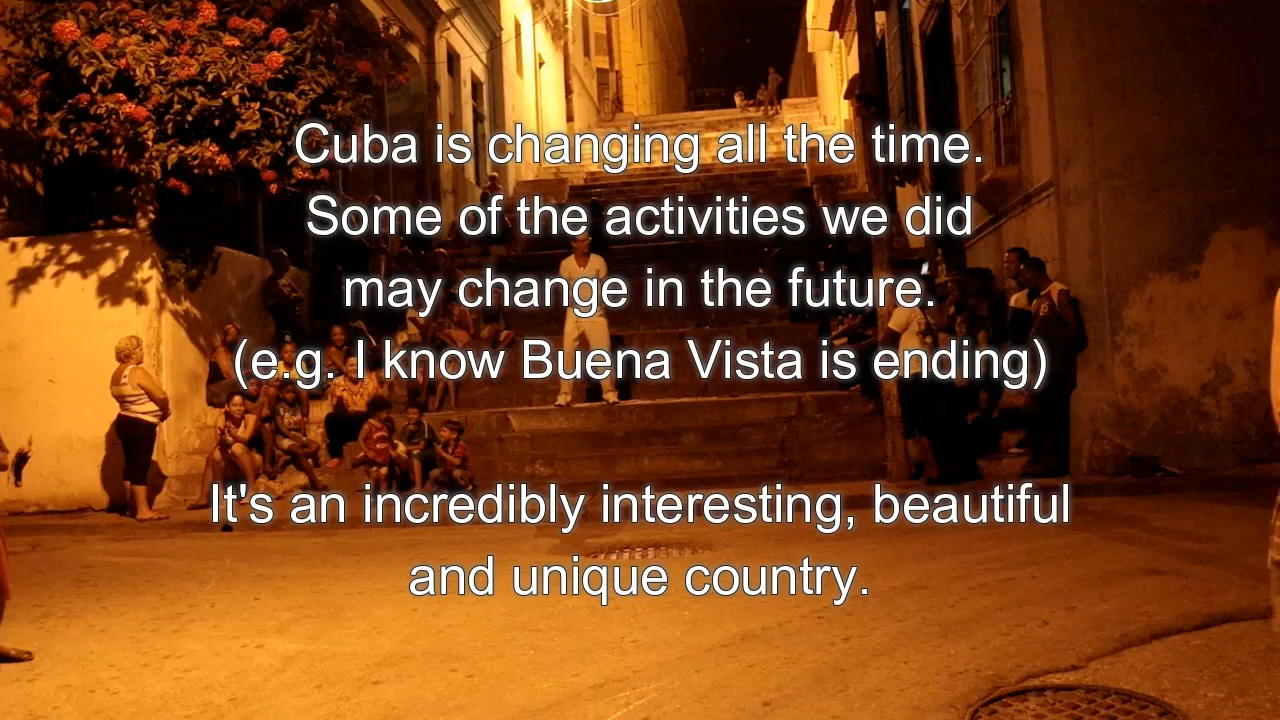 Cuba is changing all the time.
Some of the activities we did
may change in the future.
(e.g. I know Buena Vista is ending)
It's an incredibly interesting, beautiful
and unique country.